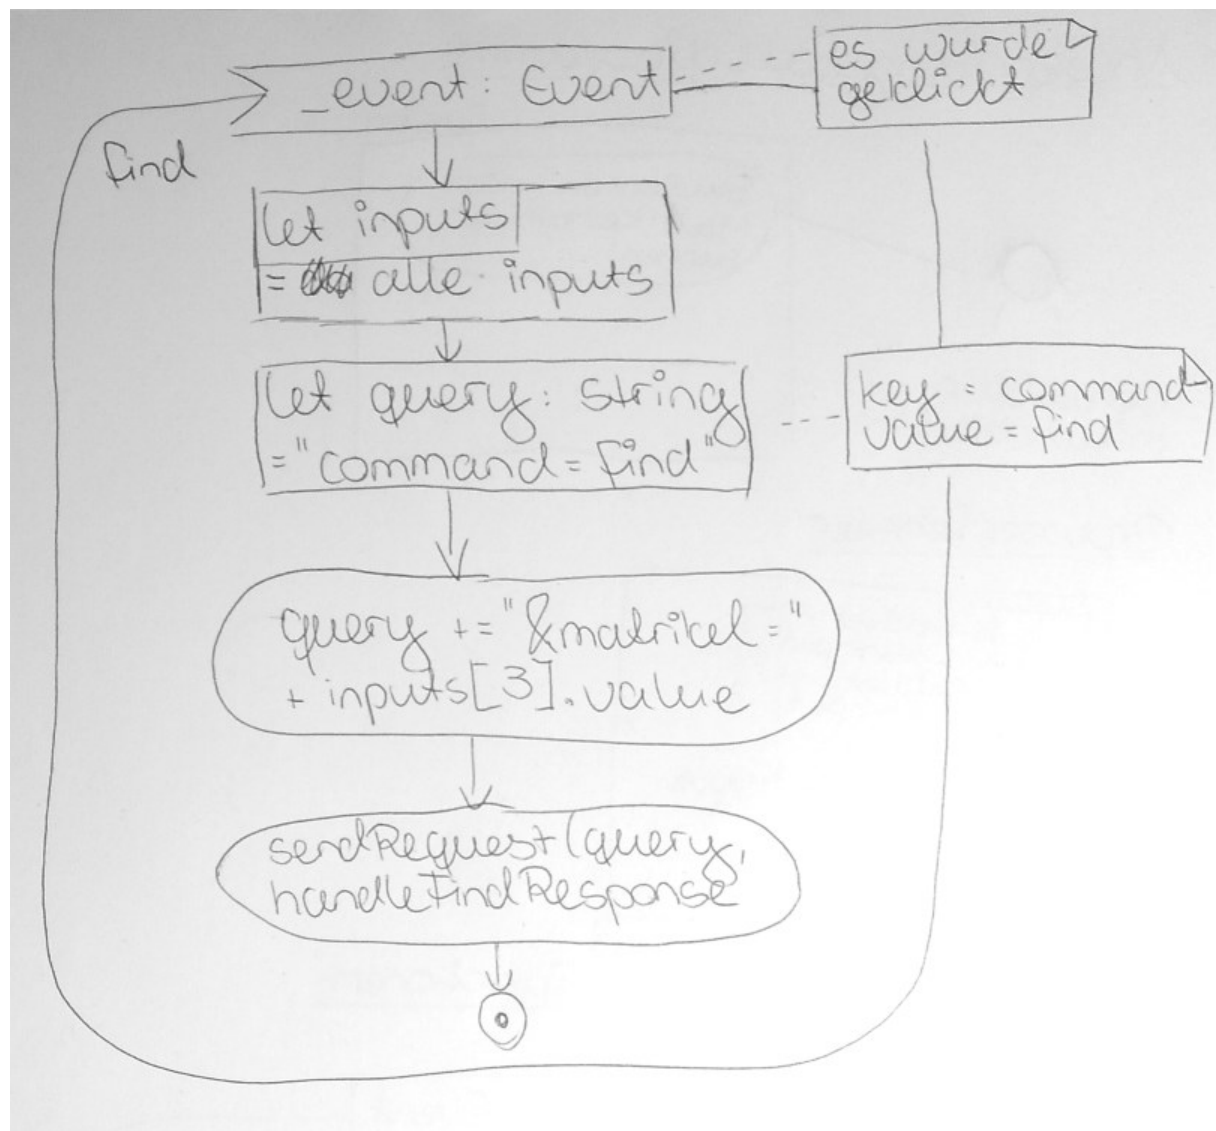 _event: Event
es wurde
geklickt
find
let inputs
= alle inputs
let query: string
="command=find"
key = command
value = find
query += "&matrikel="
+ inputs[3].value
sendRequest(query,
handleFindResponse